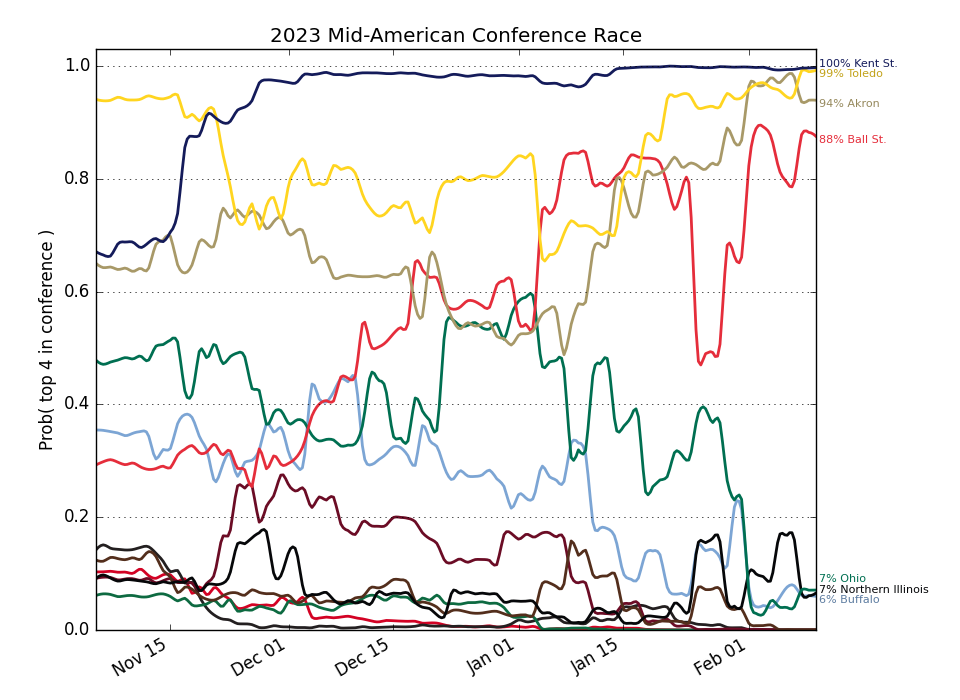 2023 Mid-American Conference Race
Prob( top 4 in conference )
1.0
0.8
0.6
0.4
0.2
0.0
Nov 15
Dec 01
Dec 15
Jan 01
Jan 15
Feb 01
100% Kent St.
99% Toledo
94% Akron
88% Ball St.
7% Ohio
7% Northern Illinois
6% Buffalo